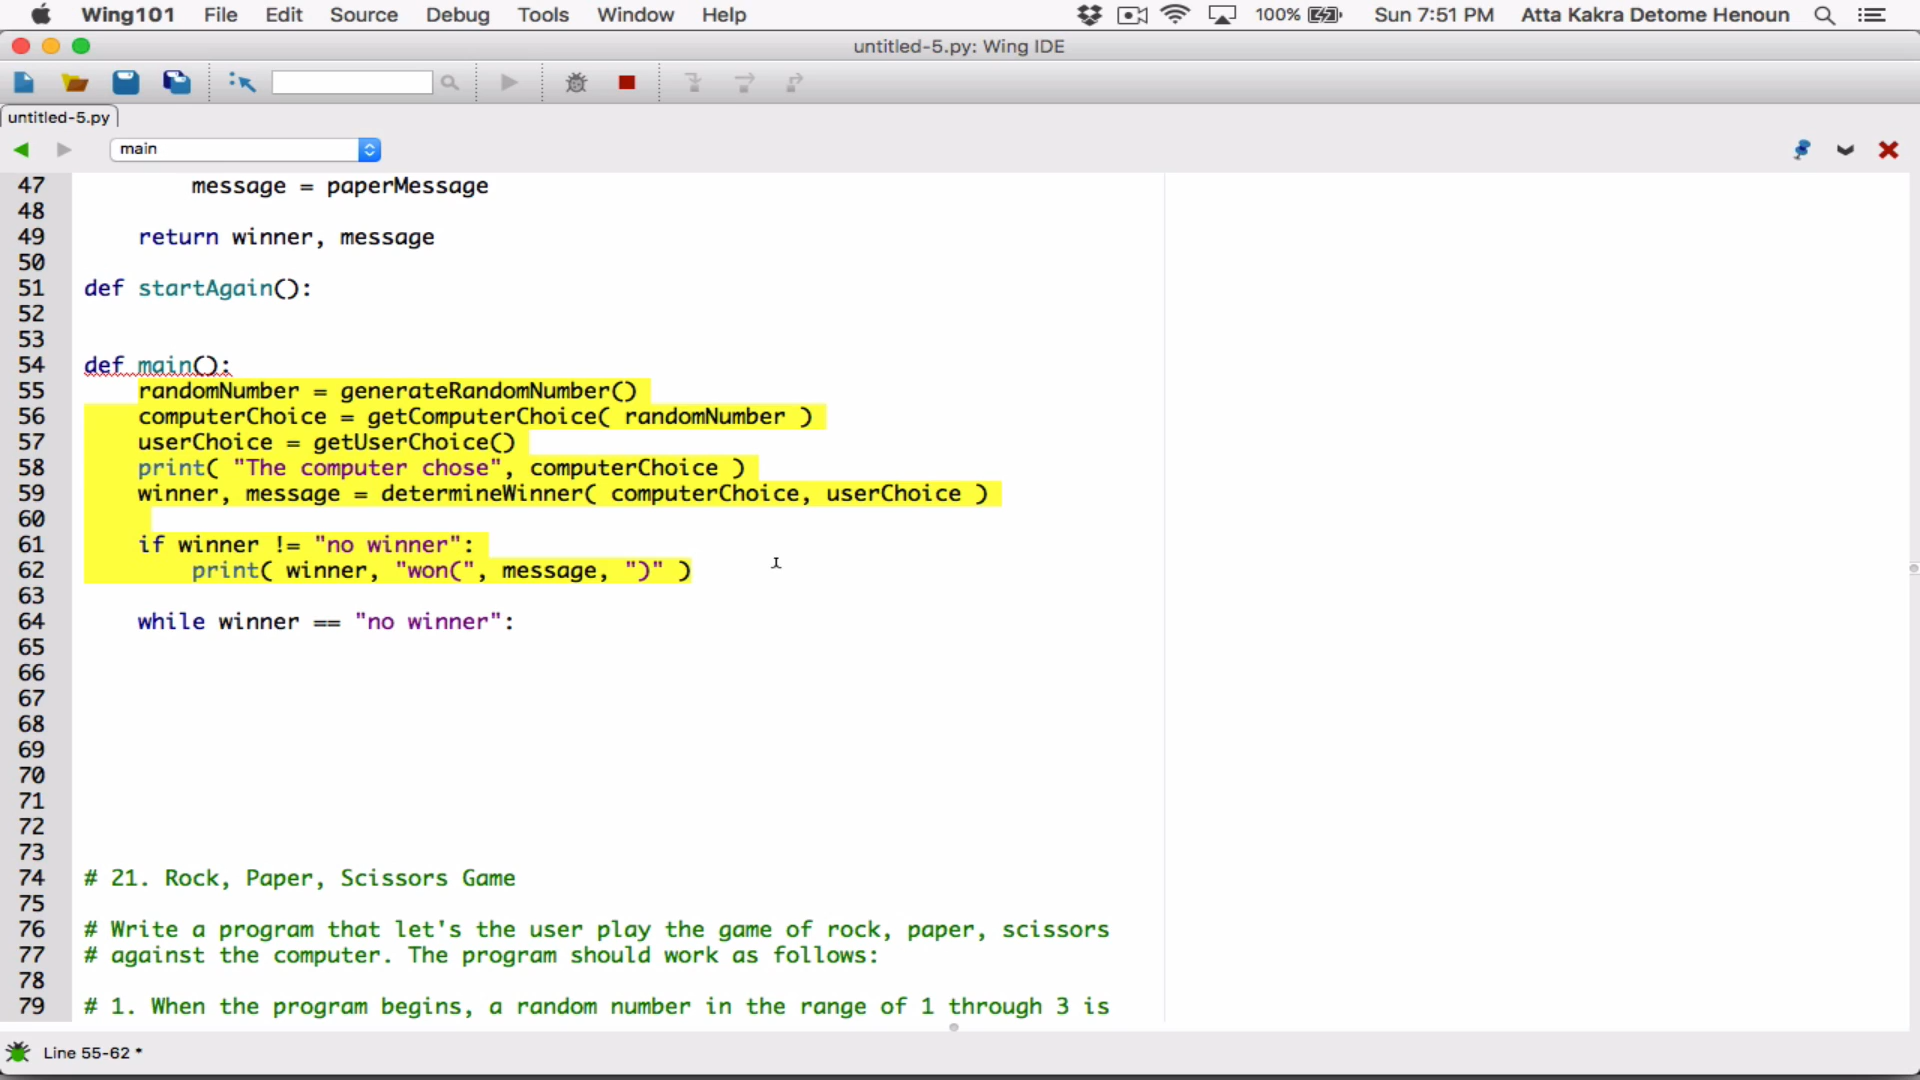 Wing101 File Edit Source Debug Tools Window Help 100% Sun 7:51 PM Atta Kakra Detome Henoun
untitled-5.py: Wing IDE
untitled-5.py
main
47 message = paperMessage
48
49 return winner, message
50
51 def startAgain():
52
53
54 def main():
55 randomNumber = generateRandomNumber()
56 computerChoice = getComputerChoice( randomNumber )
57 userChoice = getUserChoice()
58 print( "The computer chose", computerChoice )
59 winner, message = determineWinner( computerChoice, userChoice )
60
61 if winner != "no winner":
62 print( winner, "won(", message, ")" )
63
64 while winner == "no winner":
65
66
67
68
69
70
71
72
73
74 # 21. Rock, Paper, Scissors Game
75
76 # Write a program that let's the user play the game of rock, paper, scissors
77 # against the computer. The program should work as follows:
78
79 # 1. When the program begins, a random number in the range of 1 through 3 is
Line 55-62 *